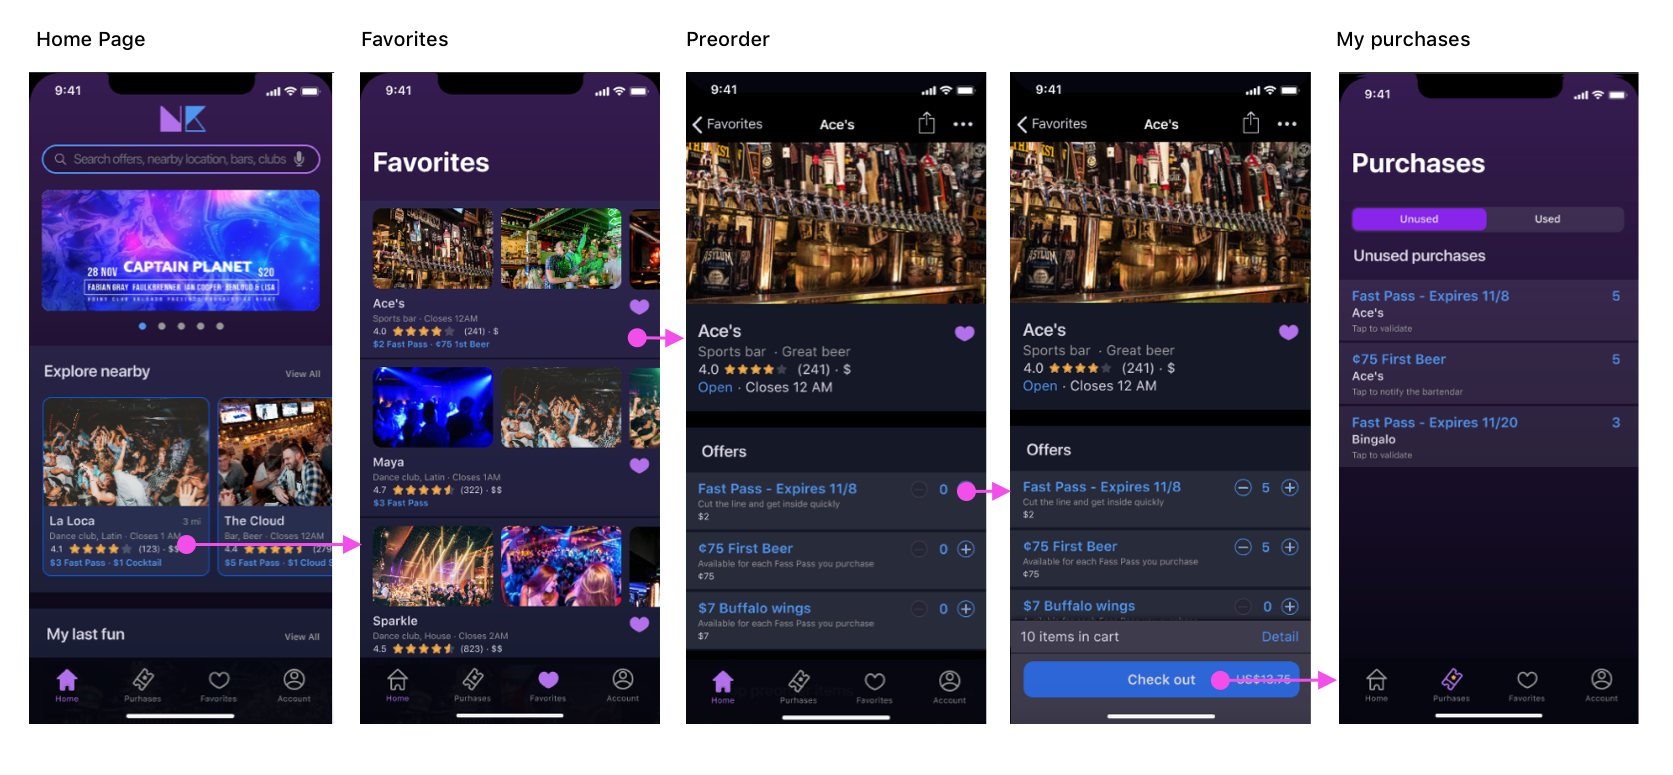 Home Page
9:41
NK
Search offers, nearby location, bars, clubs
28 NOV CAPTAIN PLANET $20
FABIAN GRAY FAULKBRENNER IAN COOPER BENLOUD & LISA
Explore nearby
View All
La Loca
3 mi
Dance club, Latin · Closes 1 AM
4.1 (123) · $$
$3 Fast Pass · $1 Cocktail
The Cloud
Bar, Beer · Closes 12AM
4.4 (279
$5 Fast Pass · $1 Cloud S
My last fun
View All
Home
Purhases
Favorites
Account
Favorites
9:41
Favorites
Ace's
Sports bar · Closes 12AM
4.0 (241) · $
$2 Fast Pass · ¢75 1st Beer
Maya
Dance club, Latin · Closes 1AM
4.7 (322) · $$
$3 Fast Pass
Sparkle
Dance club, House · Closes 2AM
4.5 (823) · $$
Home
Purhases
Favorites
Account
Preorder
9:41
Favorites
Ace's
Ace's
Sports bar · Great beer
4.0 (241) · $
Open · Closes 12 AM
Offers
Fast Pass - Expires 11/8
0
Cut the line and get inside quickly
$2
¢75 First Beer
0
Available for each Fass Pass you purchase
¢75
$7 Buffalo wings
0
Available for each Fess Pass you purchase
$7
Home
Purhases
Favorites
Account
9:41
Favorites
Ace's
ASYLUM
Ace's
Sports bar · Great beer
4.0 (241) · $
Open · Closes 12 AM
Offers
Fast Pass - Expires 11/8
5
Cut the line and get inside quickly
$2
¢75 First Beer
5
Available for each Fass Pass you purchase
¢75
$7 Buffalo wings
0
10 items in cart
Detail
Check out
US$13.75
My purchases
9:41
Purchases
Unused
Used
Unused purchases
Fast Pass - Expires 11/8
5
Ace's
Tap to validate
¢75 First Beer
5
Ace's
Tap to notify the bartendar
Fast Pass - Expires 11/20
3
Bingalo
Tap to validate
Home
Purhases
Favorites
Account